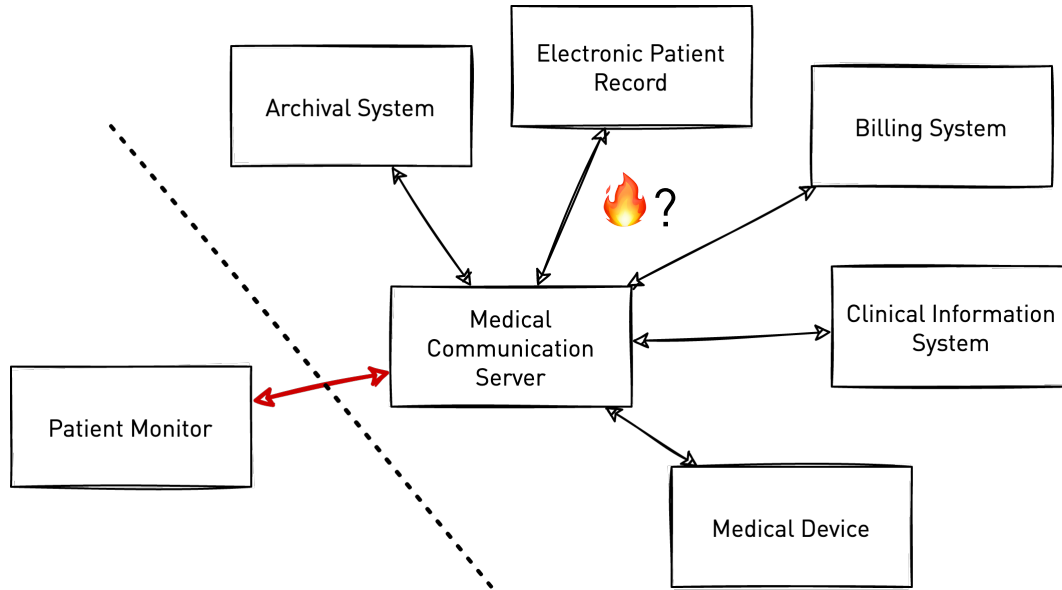 Electronic Patient
Record
Archival System
Billing System
?
Medical
Communication
Server
Clinical Information
System
Patient Monitor
Medical Device